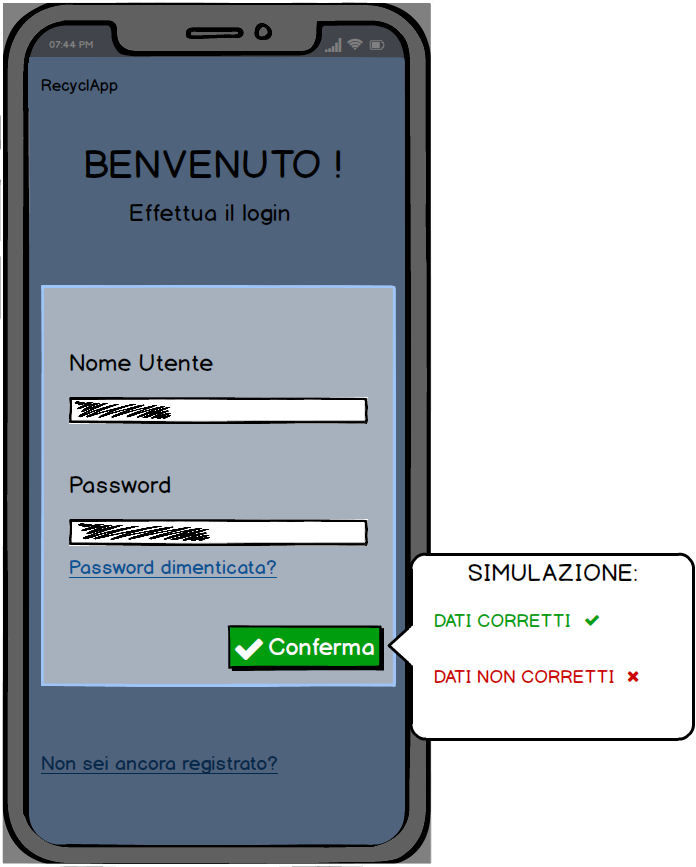 07:44 PM
RecyclApp
BENVENUTO !
Effettua il login
Nome Utente
Password
Password dimenticata?
Conferma
SIMULAZIONE:
DATI CORRETTI
DATI NON CORRETTI
Non sei ancora registrato?